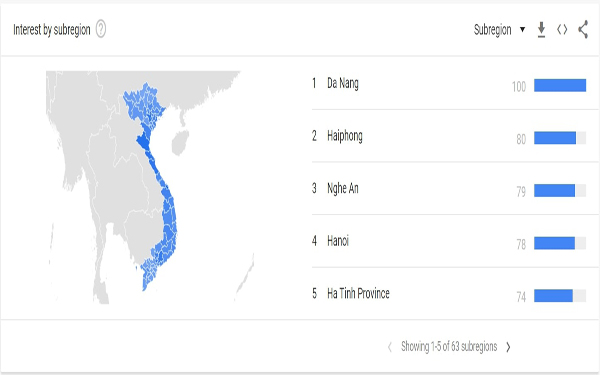 Interest by subregion ?
Subregion
1 Da Nang 100
2 Haiphong 80
3 Nghe An 79
4 Hanoi 78
5 Ha Tinh Province 74
Showing 1-5 of 63 subregions